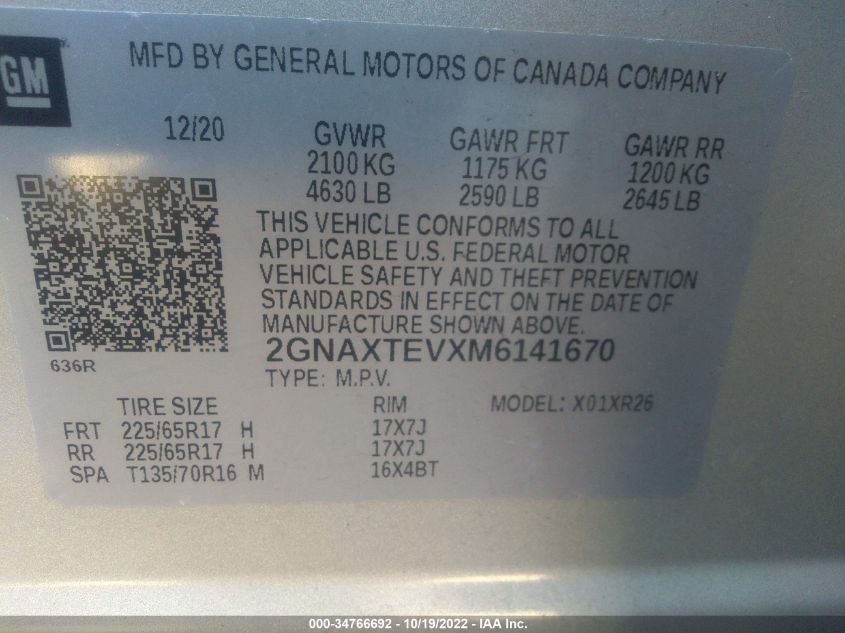 GM
MFD BY GENERAL MOTORS OF CANADA COMPANY
12/20 GVWR GAWR FRT GAWR RR
2100 KG 1175 KG 1200 KG
4630 LB 2590 LB 2645 LB
THIS VEHICLE CONFORMS TO ALL
APPLICABLE U.S. FEDERAL MOTOR
VEHICLE SAFETY AND THEFT PREVENTION
STANDARDS IN EFFECT ON THE DATE OF
MANUFACTURE SHOWN ABOVE.
636R 2GNAXTEVXM6141670
TYPE: M.P.V.
TIRE SIZE RIM MODEL: X01XR26
FRT 225/65R17 H 17X7J
RR 225/65R17 H 17X7J
SPA T135/70R16 M 16X4BT
000-34766692 - 10/19/2022 - IAA Inc.